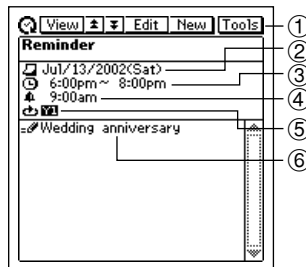 View Edit New Tools ①
Reminder
Jul/13/2002(Sat) ②
6:00pm~ 8:00pm ③
9:00am ④
Y1 ⑤
Wedding anniversary ⑥